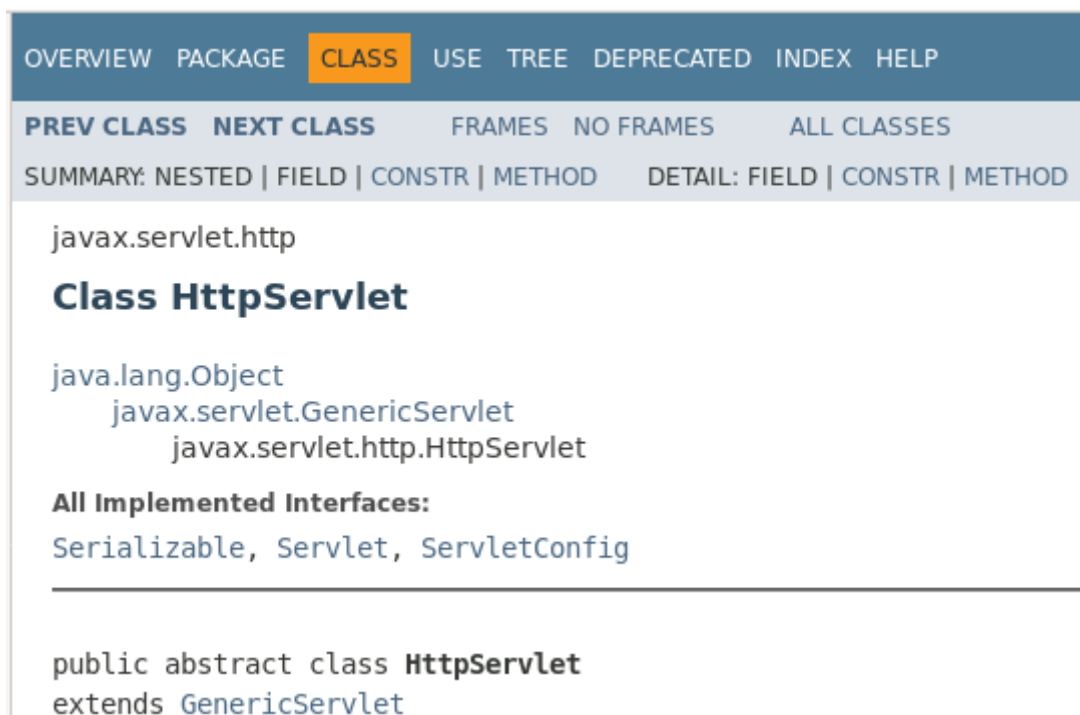 OVERVIEW PACKAGE CLASS USE TREE DEPRECATED INDEX HELP
PREV CLASS NEXT CLASS FRAMES NO FRAMES ALL CLASSES
SUMMARY: NESTED | FIELD | CONSTR | METHOD DETAIL: FIELD | CONSTR | METHOD
javax.servlet.http
Class HttpServlet
java.lang.Object
javax.servlet.GenericServlet
javax.servlet.http.HttpServlet
All Implemented Interfaces:
Serializable, Servlet, ServletConfig
public abstract class HttpServlet
extends GenericServlet